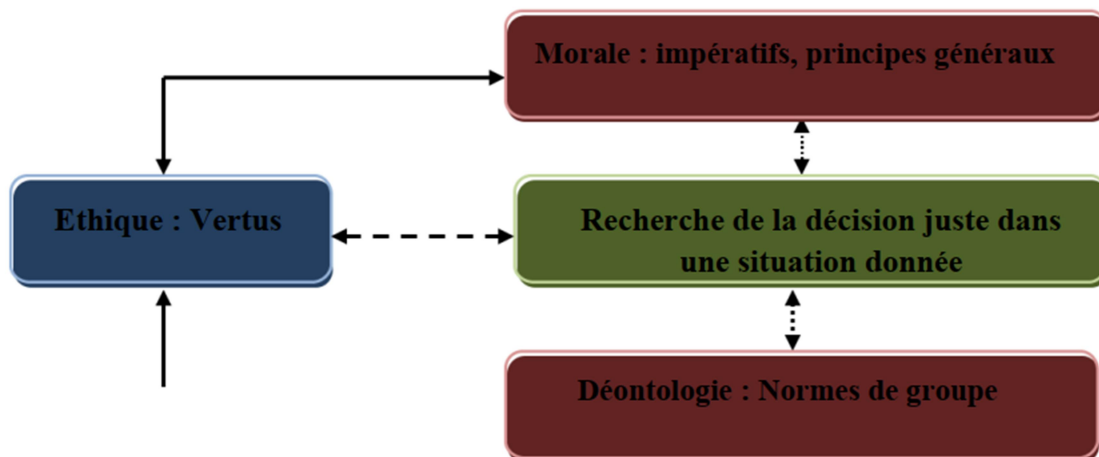 Morale : impératifs, principes généraux
Ethique : Vertus
Recherche de la décision juste dans
une situation donnée
Déontologie : Normes de groupe